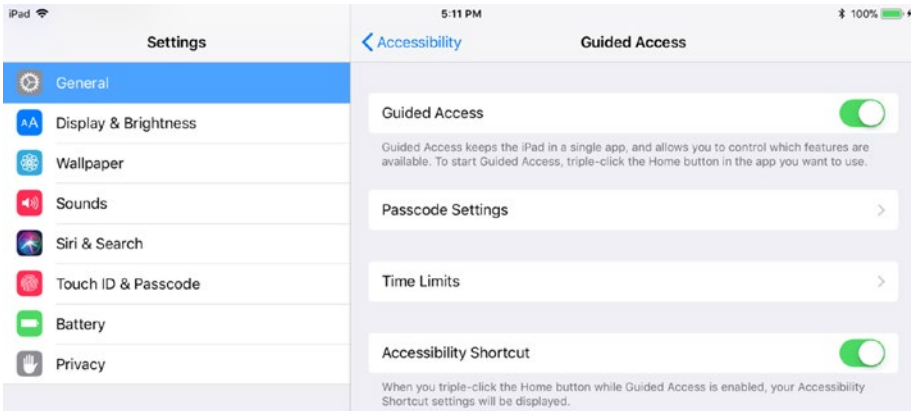 iPad 5:11 PM 100%
Settings
Accessibility Guided Access
General
Display & Brightness
Wallpaper
Sounds
Siri & Search
Touch ID & Passcode
Battery
Privacy
Guided Access
Guided Access keeps the iPad in a single app, and allows you to control which features are
available. To start Guided Access, triple-click the Home button in the app you want to use.
Passcode Settings
Time Limits
Accessibility Shortcut
When you triple-click the Home button while Guided Access is enabled, your Accessibility
Shortcut settings will be displayed.